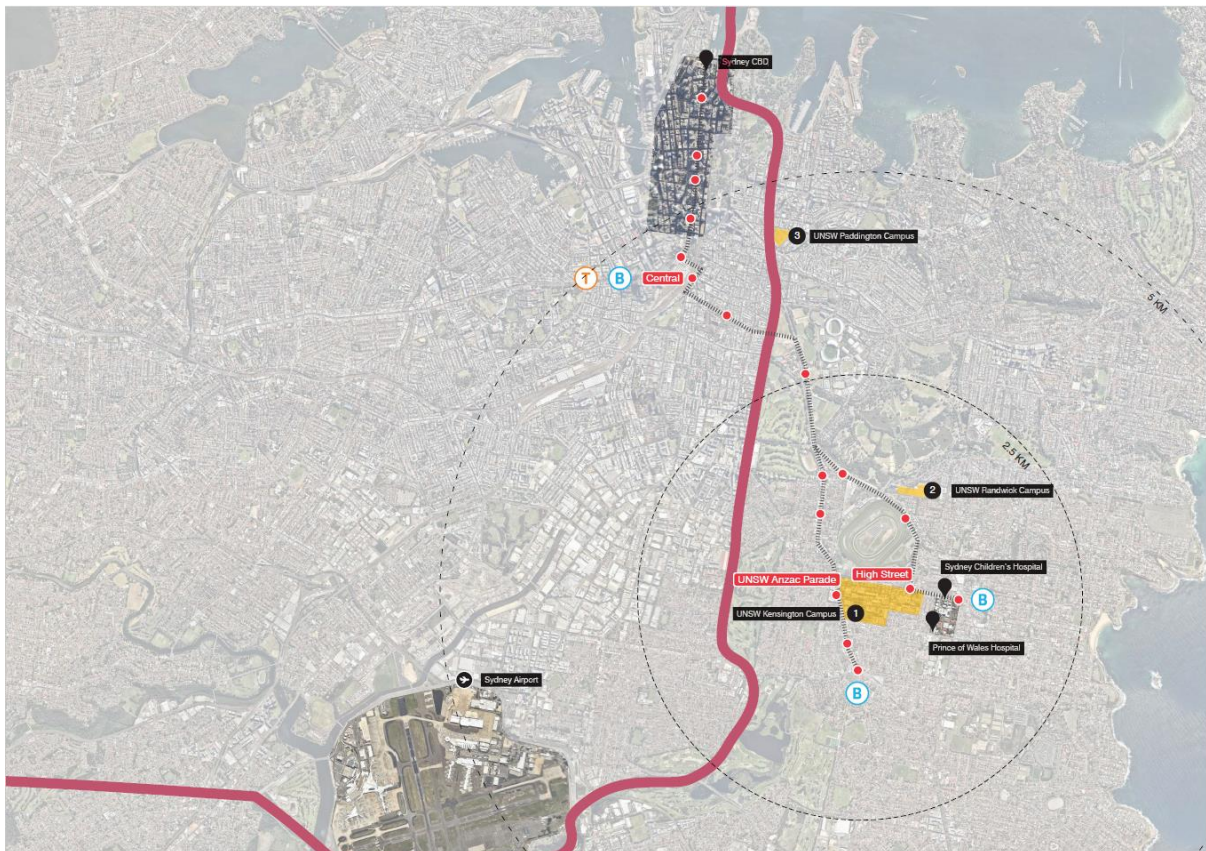 Sydney CBD
3
UNSW Paddington Campus
T
B
Central
5 KM
2.5 KM
2
UNSW Randwick Campus
Sydney Children's Hospital
High Street
UNSW Anzac Parade
B
UNSW Kensington Campus
1
Prince of Wales Hospital
Sydney Airport
B